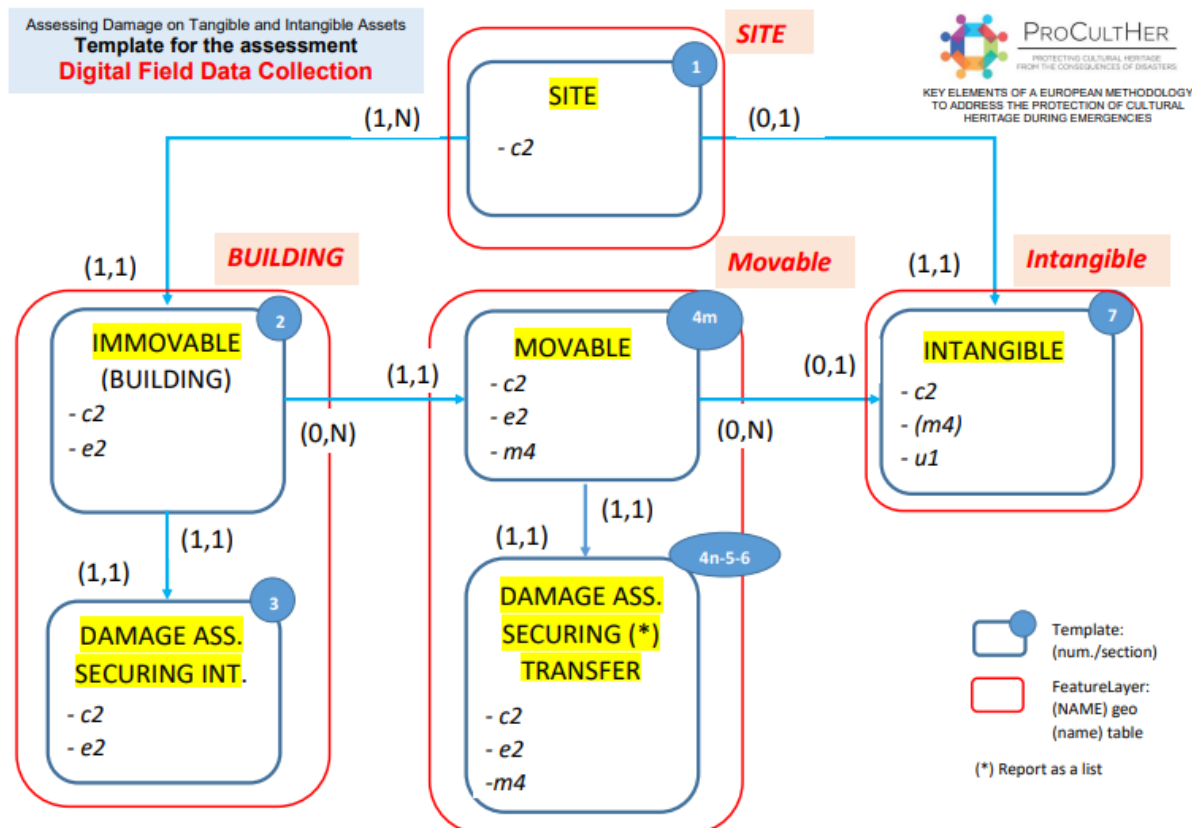 Assessing Damage on Tangible and Intangible Assets
Template for the assessment
Digital Field Data Collection
SITE
PROCULTHER
PROTECTING CULTURAL HERITAGE
FROM THE CONSEQUENCES OF DISASTERS
KEY ELEMENTS OF A EUROPEAN METHODOLOGY
TO ADDRESS THE PROTECTION OF CULTURAL
HERITAGE DURING EMERGENCIES
1
SITE
- c2
(1,N)
(0,1)
BUILDING
Movable
Intangible
(1,1)
(1,1)
2
IMMOVABLE
(BUILDING)
- c2
- e2
(1,1)
(0,N)
4m
MOVABLE
- c2
- e2
- m4
(0,1)
(0,N)
7
INTANGIBLE
- c2
- (m4)
- u1
(1,1)
(1,1)
3
DAMAGE ASS.
SECURING INT.
- c2
- e2
(1,1)
(1,1)
4n-5-6
DAMAGE ASS.
SECURING (*)
TRANSFER
- c2
- e2
-m4
Template:
(num./section)
FeatureLayer:
(NAME) geo
(name) table
(*) Report as a list